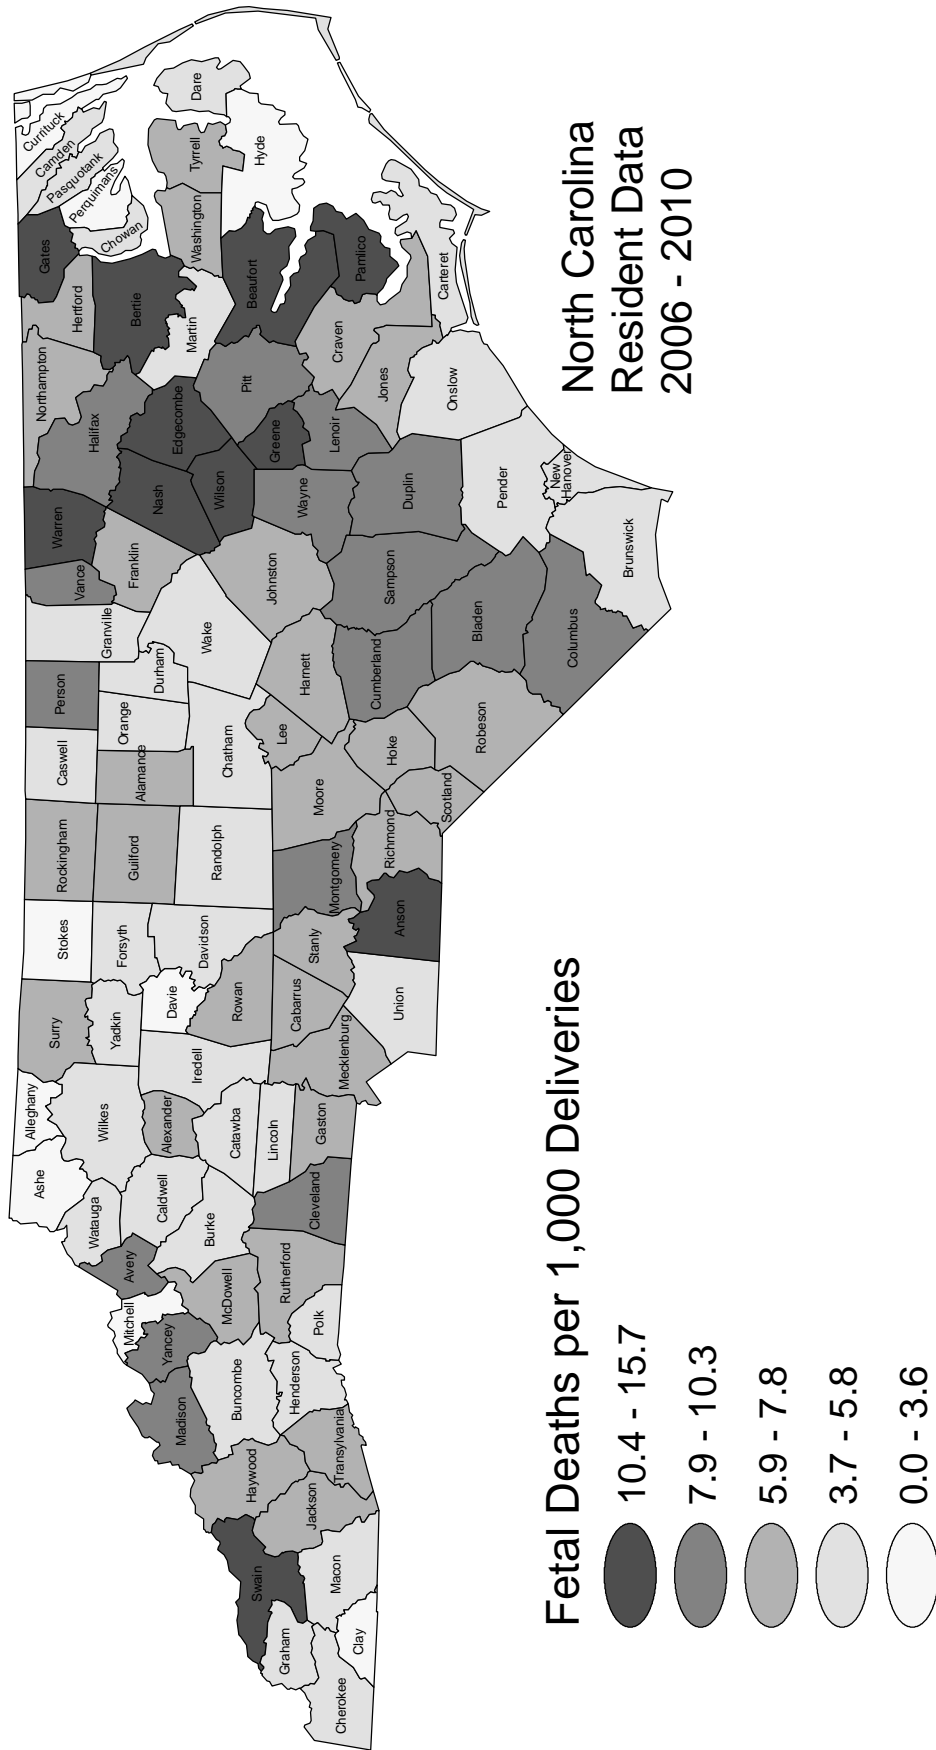 Cherokee
Graham
Clay
Swain
Macon
Jackson
Haywood
Transylvania
Madison
Buncombe
Henderson
Yancey
Mitchell
Avery
McDowell
Polk
Rutherford
Burke
Cleveland
Watauga
Caldwell
Ashe
Alleghany
Wilkes
Alexander
Catawba
Lincoln
Gaston
Surry
Yadkin
Iredell
Davie
Rowan
Mecklenburg
Cabarrus
Stokes
Forsyth
Davidson
Stanly
Union
Rockingham
Guilford
Randolph
Montgomery
Anson
Caswell
Alamance
Chatham
Moore
Richmond
Scotland
Person
Orange
Durham
Lee
Hoke
Robeson
Granville
Wake
Harnett
Cumberland
Bladen
Columbus
Vance
Warren
Franklin
Johnston
Sampson
Brunswick
Nash
Wilson
Wayne
Duplin
Pender
New
Hanover
Northampton
Halifax
Edgecombe
Greene
Lenoir
Onslow
Hertford
Bertie
Martin
Pitt
Craven
Jones
Gates
Chowan
Perquimans
Pasquotank
Camden
Currituck
Washington
Tyrrell
Dare
Hyde
Beaufort
Pamlico
Carteret
Fetal Deaths per 1,000 Deliveries
10.4 - 15.7
7.9 - 10.3
5.9 - 7.8
3.7 - 5.8
0.0 - 3.6
North Carolina
Resident Data
2006 - 2010